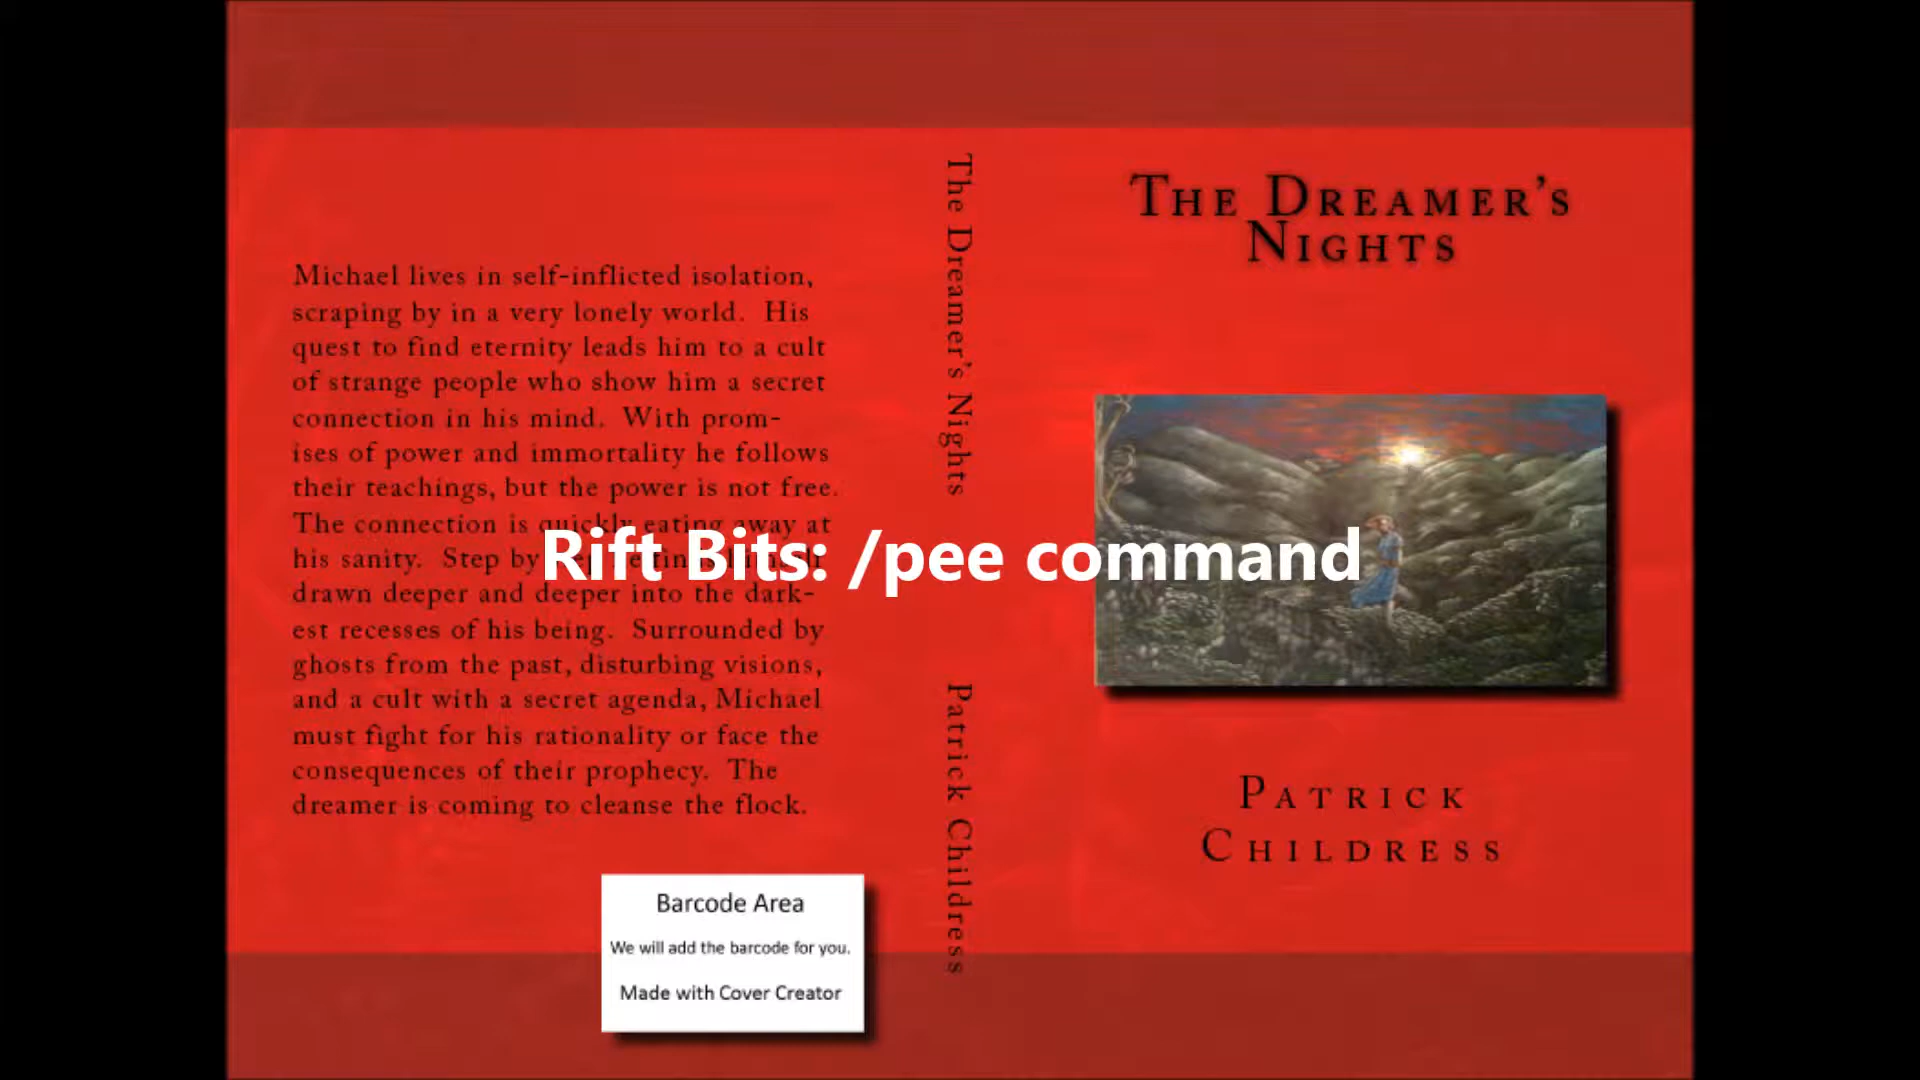 Michael lives in self-inflicted isolation,
scraping by in a very lonely world. His
quest to find eternity leads him to a cult
of strange people who show him a secret
connection in his mind. With prom-
ises of power and immortality he follows
their teachings, but the power is not free.
The connection is quickly eating away at
his sanity. Step by
drawn deeper and deeper into the dark-
est recesses of his being. Surrounded by
ghosts from the past, disturbing visions,
and a cult with a secret agenda, Michael
must fight for his rationality or face the
consequences of their prophecy. The
dreamer is coming to cleanse the flock.
Barcode Area
We will add the barcode for you.
Made with Cover Creator
The Dreamer's Nights
Patrick Childress
The Dreamer's
Nights
Patrick
Childress
Rift Bits: /pee command